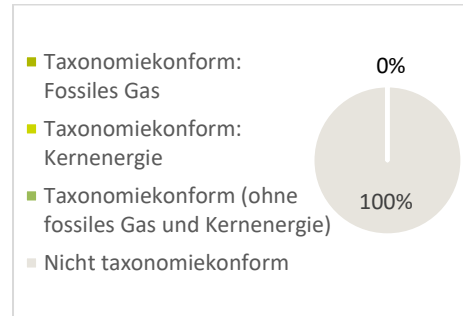 Taxonomiekonform:
Fossiles Gas
Taxonomiekonform:
Kernenergie
Taxonomiekonform (ohne
fossiles Gas und Kernenergie)
Nicht taxonomiekonform
0%
100%